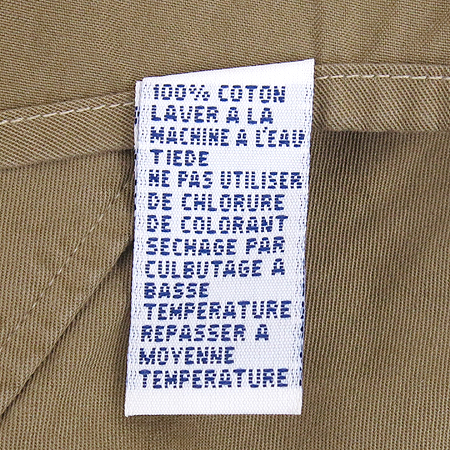 100% COTON
LAVER A LA
MACHINE A L'EAU
TIEDE
NE PAS UTILISER
DE CHLORURE
DE COLORANT
SECHAGE PAR
CULBUTAGE A
BASSE
TEMPERATURE
REPASSER A
MOYENNE
TEMPERATURE